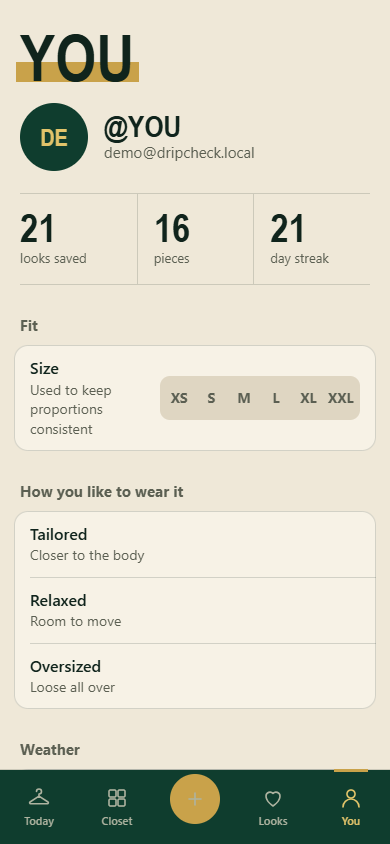 YOU
DE
@YOU
demo@dripcheck.local
21
looks saved
16
pieces
21
day streak
Fit
Size
Used to keep
proportions
consistent
XS S M L XL XXL
How you like to wear it
Tailored
Closer to the body
Relaxed
Room to move
Oversized
Loose all over
Weather
Today
Closet
Looks
You